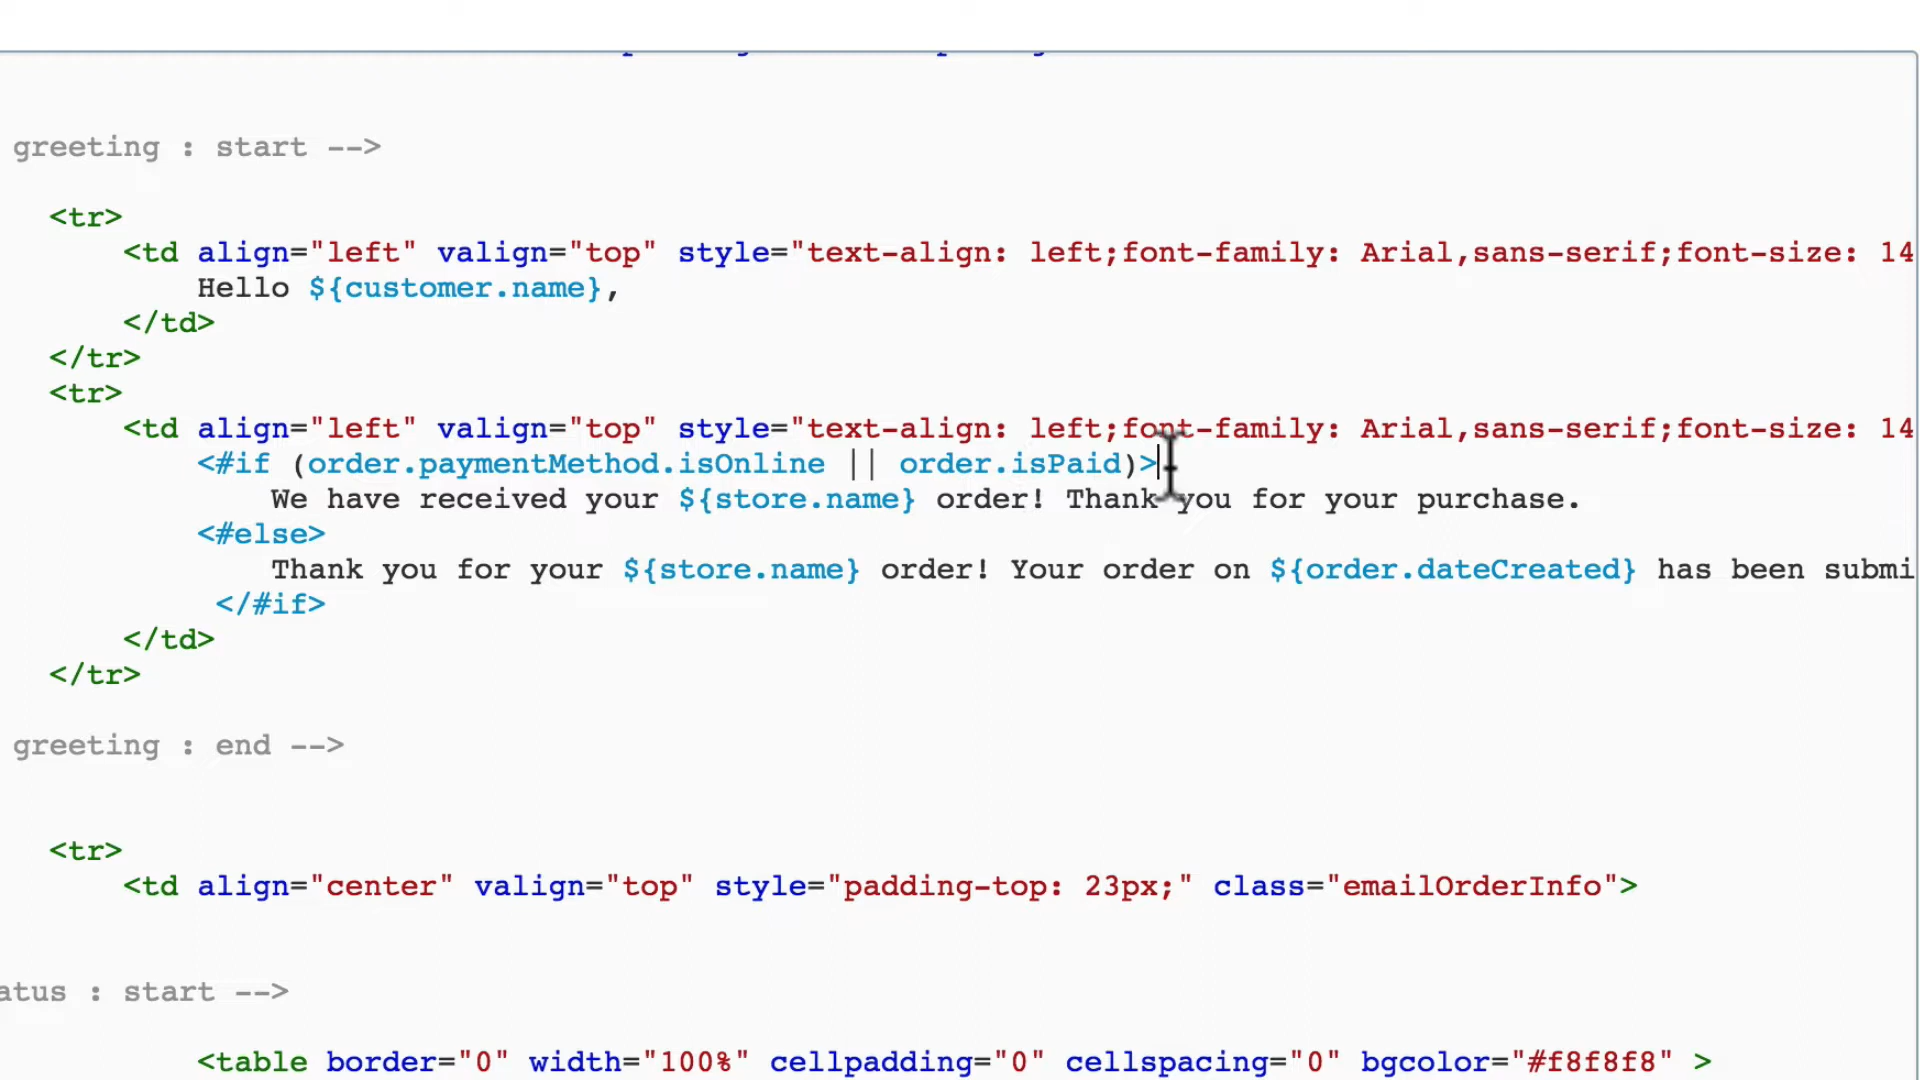 greeting : start -->
<tr>
<td align="left" valign="top" style="text-align: left;font-family: Arial,sans-serif;font-size: 14
Hello ${customer.name},
</td>
</tr>
<tr>
<td align="left" valign="top" style="text-align: left;font-family: Arial,sans-serif;font-size: 14
<#if (order.paymentMethod.isOnline || order.isPaid)>
We have received your ${store.name} order! Thank you for your purchase.
<#else>
Thank you for your ${store.name} order! Your order on ${order.dateCreated} has been submi
</#if>
</td>
</tr>
greeting : end -->
<tr>
<td align="center" valign="top" style="padding-top: 23px;" class="emailOrderInfo">
atus : start -->
<table border="0" width="100%" cellpadding="0" cellspacing="0" bgcolor="#f8f8f8" >